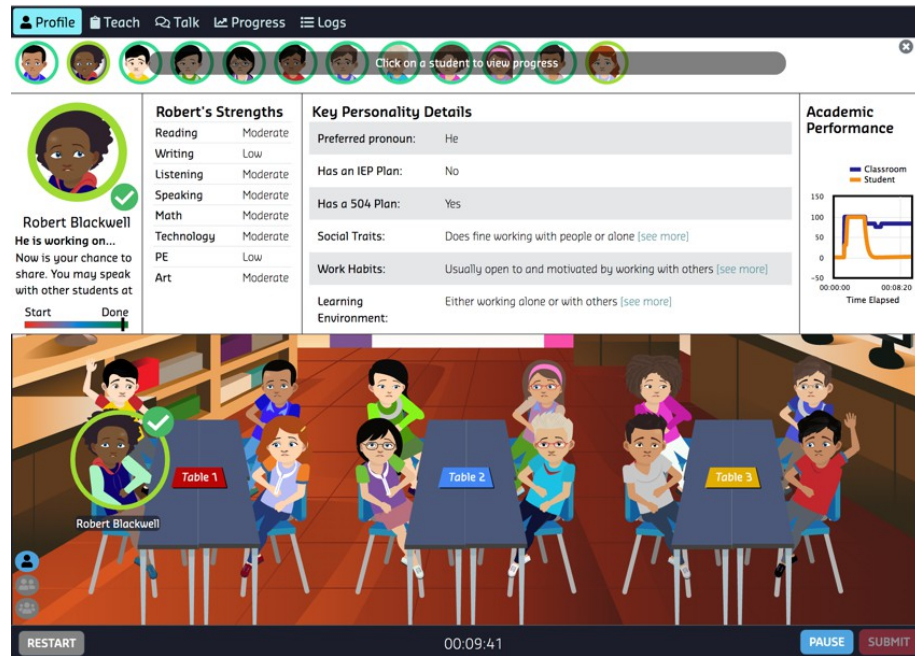 Profile Teach Talk Progress Logs
Click on a student to view progress
Robert Blackwell
He is working on...
Now is your chance to
share. You may speak
with other students at
Start Done
Robert's Strengths
Reading Moderate
Writing Low
Listening Moderate
Speaking Moderate
Math Moderate
Technology Moderate
PE Low
Art Moderate
Key Personality Details
Preferred pronoun: He
Has an IEP Plan: No
Has a 504 Plan: Yes
Social Traits: Does fine working with people or alone [see more]
Work Habits: Usually open to and motivated by working with others [see more]
Learning
Environment: Either working alone or with others [see more]
Academic
Performance
Classroom
Student
150
100
50
0
-50
00:00:00 00:08:20
Time Elapsed
Table 1
Table 2
Table 3
Robert Blackwell
RESTART
00:09:41
PAUSE
SUBMIT